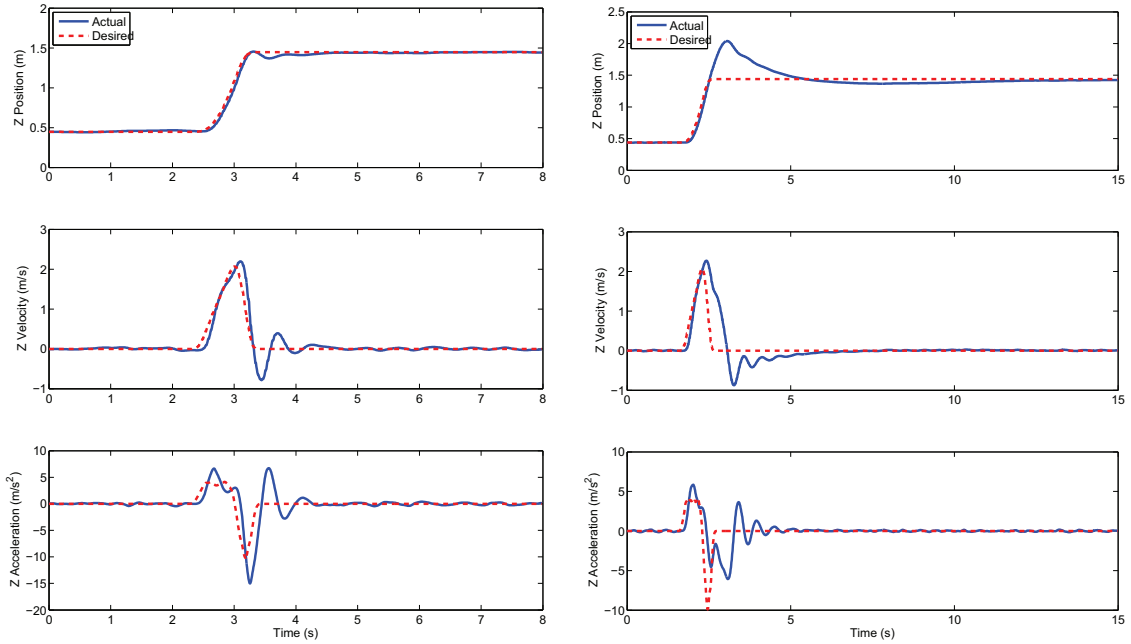 Actual
Desired
Z Position (m)
2
1.5
1
0.5
0
0 1 2 3 4 5 6 7 8
Z Velocity (m/s)
3
2
1
0
−1
0 1 2 3 4 5 6 7 8
Z Acceleration (m/s²)
10
5
0
−5
−10
−15
−20
0 1 2 3 4 5 6 7 8
Time (s)
Actual
Desired
Z Position (m)
2.5
2
1.5
1
0.5
0
0 5 10 15
Z Velocity (m/s)
3
2
1
0
−1
0 5 10 15
Z Acceleration (m/s²)
10
5
0
−5
−10
0 5 10 15
Time (s)